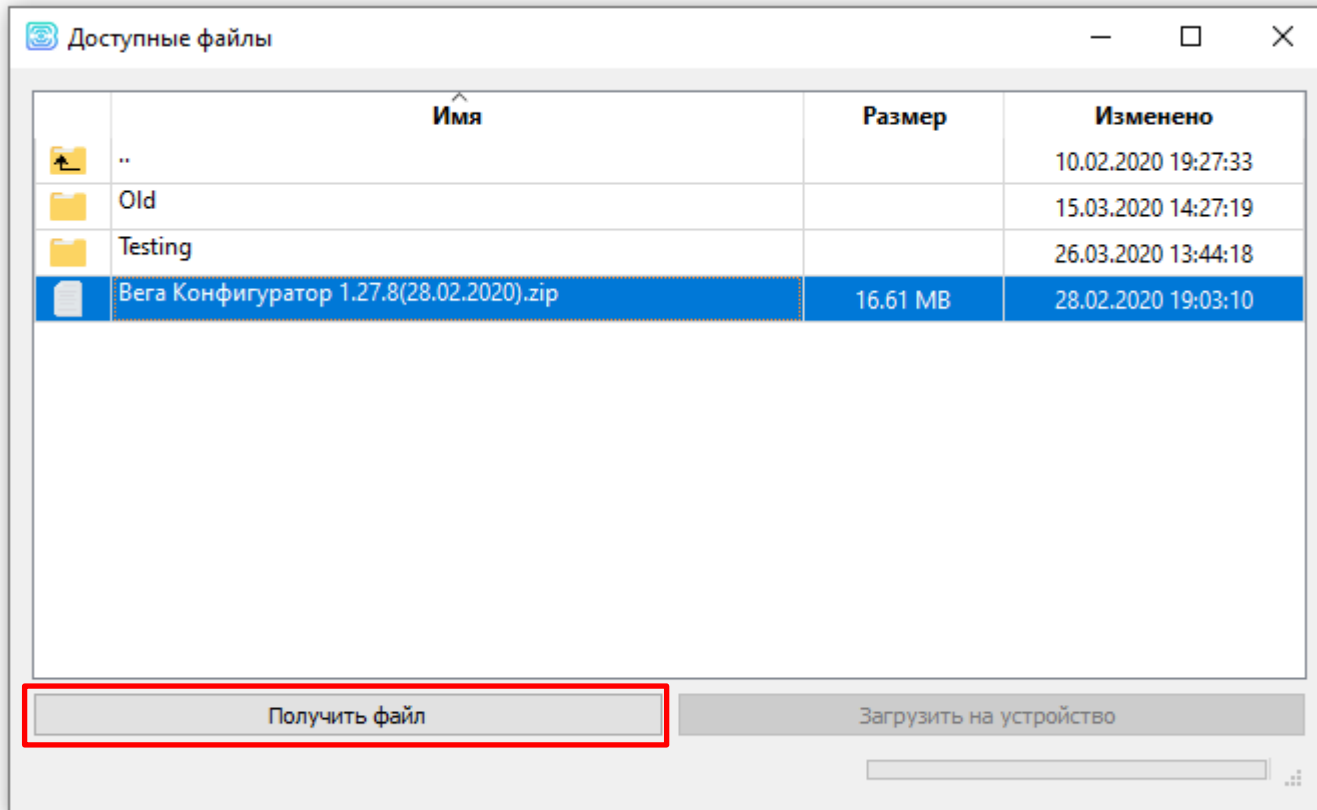 Доступные файлы
Имя Размер Изменено
.. 10.02.2020 19:27:33
Old 15.03.2020 14:27:19
Testing 26.03.2020 13:44:18
Вега Конфигуратор 1.27.8(28.02.2020).zip 16.61 MB 28.02.2020 19:03:10
Получить файл Загрузить на устройство